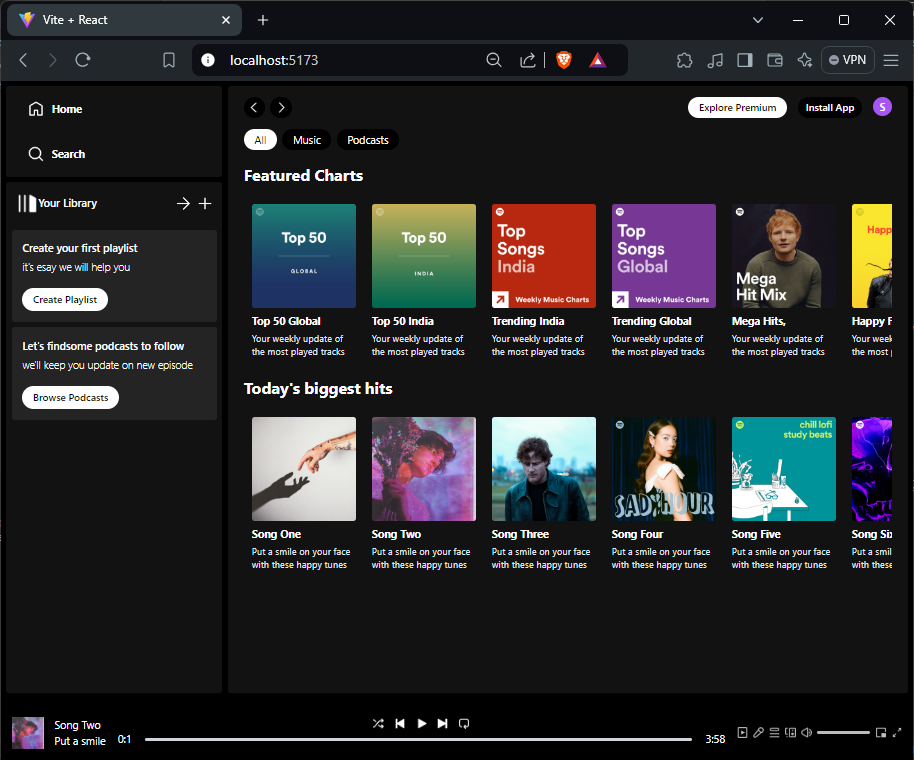 Vite + React
localhost:5173
VPN
Home
Search
Your Library
Create your first playlist
it's esay we will help you
Create Playlist
Let's findsome podcasts to follow
we'll keep you update on new episode
Browse Podcasts
Explore Premium
Install App
S
All
Music
Podcasts
Featured Charts
Top 50
GLOBAL
Top 50
INDIA
Top
Songs
India
Weekly Music Charts
Top
Songs
Global
Weekly Music Charts
Mega
Hit Mix
Happ
Top 50 Global
Your weekly update of
the most played tracks
Top 50 India
Your weekly update of
the most played tracks
Trending India
Your weekly update of
the most played tracks
Trending Global
Your weekly update of
the most played tracks
Mega Hits,
Your weekly update of
the most played tracks
Happy F
Your week
the most p
Today's biggest hits
SADY HOUR
chill lofi
study beats
Song One
Put a smile on your face
with these happy tunes
Song Two
Put a smile on your face
with these happy tunes
Song Three
Put a smile on your face
with these happy tunes
Song Four
Put a smile on your face
with these happy tunes
Song Five
Put a smile on your face
with these happy tunes
Song Six
Put a smil
with these
Song Two
Put a smile
0:1
3:58